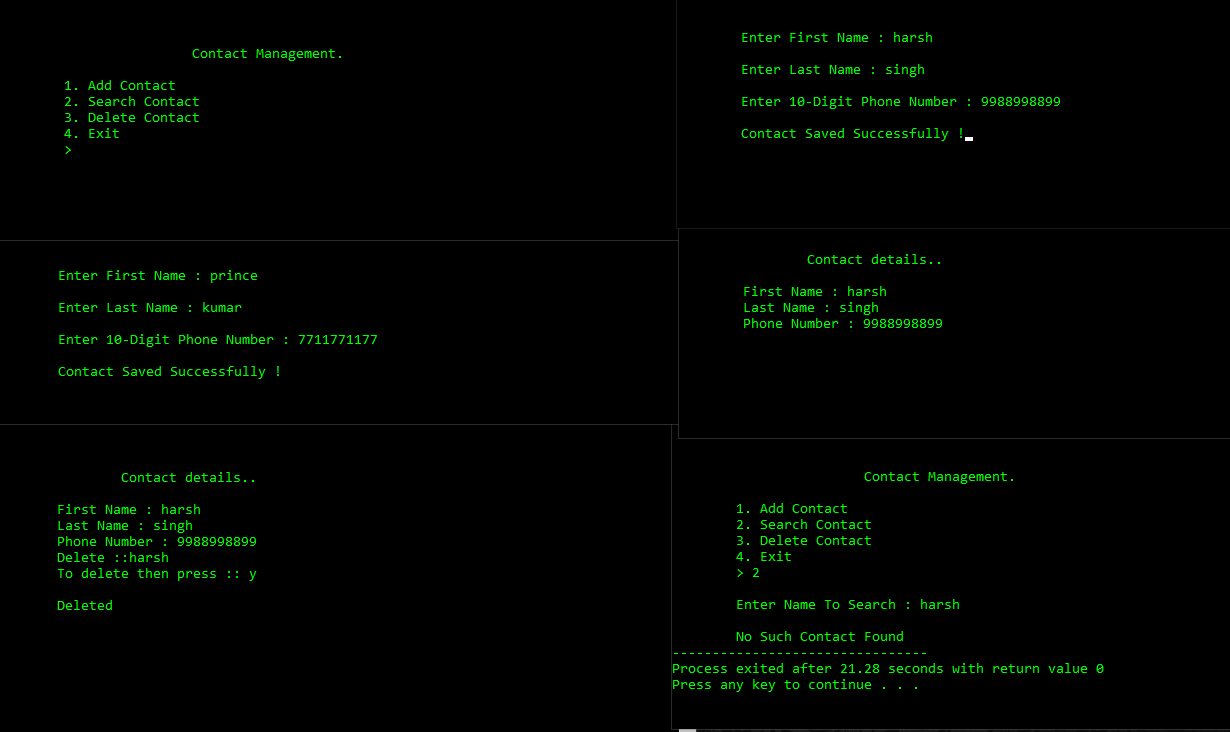 Contact Management.
1. Add Contact
2. Search Contact
3. Delete Contact
4. Exit
>
Enter First Name : harsh
Enter Last Name : singh
Enter 10-Digit Phone Number : 9988998899
Contact Saved Successfully !
Enter First Name : prince
Enter Last Name : kumar
Enter 10-Digit Phone Number : 7711771177
Contact Saved Successfully !
Contact details..
First Name : harsh
Last Name : singh
Phone Number : 9988998899
Contact details..
First Name : harsh
Last Name : singh
Phone Number : 9988998899
Delete ::harsh
To delete then press :: y
Deleted
Contact Management.
1. Add Contact
2. Search Contact
3. Delete Contact
4. Exit
> 2
Enter Name To Search : harsh
No Such Contact Found
--------------------------------
Process exited after 21.28 seconds with return value 0
Press any key to continue . . .